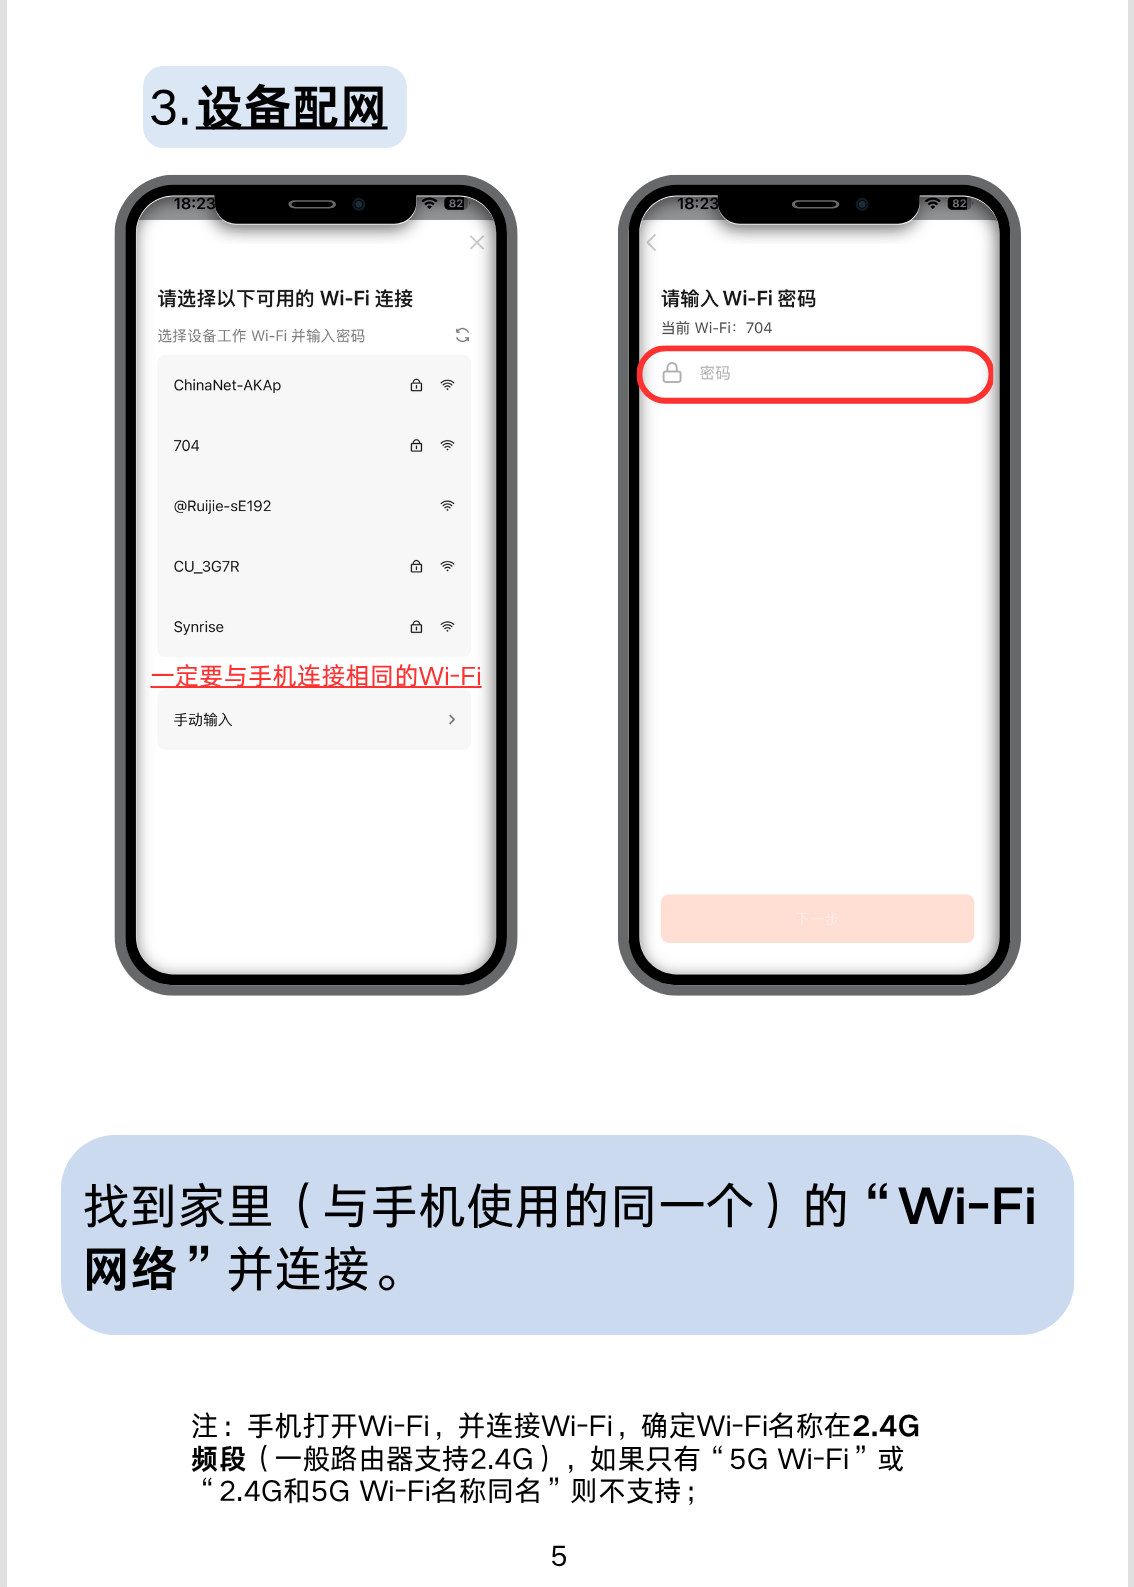 3.设备配网
18:23
82
请选择以下可用的 Wi-Fi 连接
选择设备工作 Wi-Fi 并输入密码
ChinaNet-AKAp
704
@Ruijie-sE192
CU_3G7R
Synrise
一定要与手机连接相同的Wi-Fi
手动输入
18:23
82
请输入 Wi-Fi 密码
当前 Wi-Fi：704
密码
下一步
找到家里（与手机使用的同一个）的“Wi-Fi
网络”并连接。
注：手机打开Wi-Fi，并连接Wi-Fi，确定Wi-Fi名称在2.4G
频段（一般路由器支持2.4G），如果只有“5G Wi-Fi”或
“2.4G和5G Wi-Fi名称同名”则不支持；
5